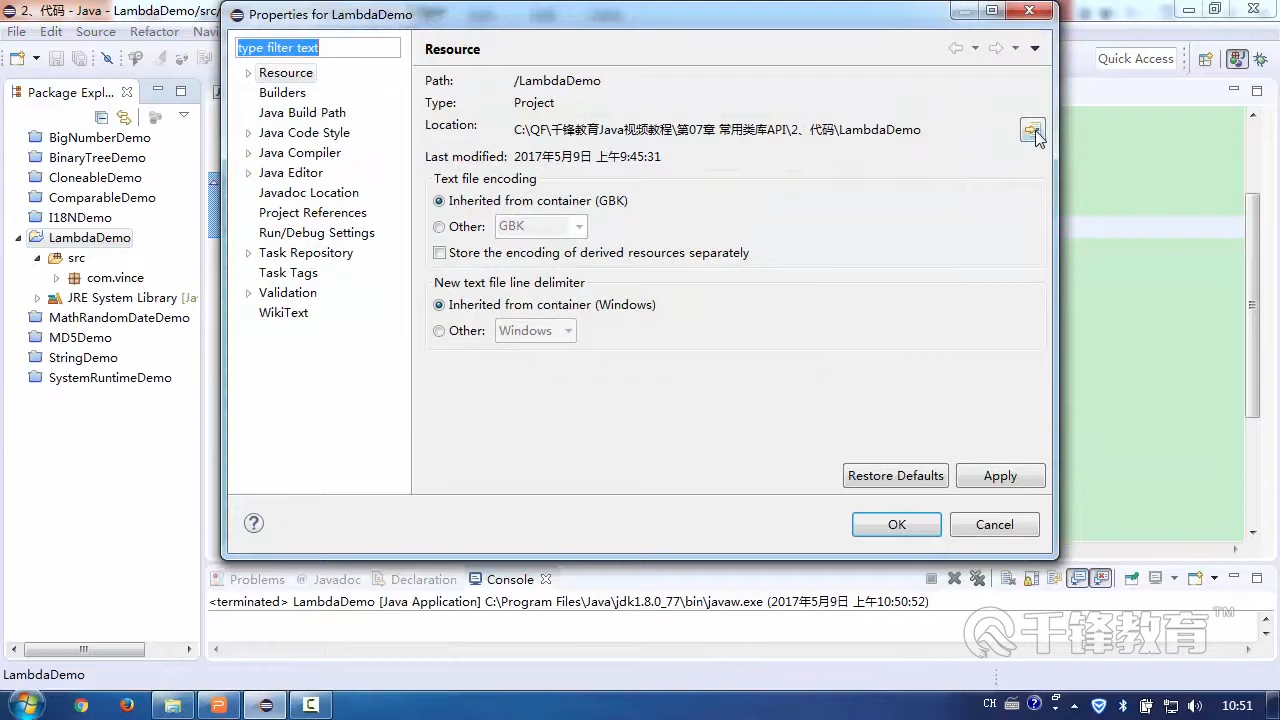 2、代码 - Java - LambdaDemo/src/
Properties for LambdaDemo
File Edit Source Refactor Navi
Quick Access
Package Expl...
BigNumberDemo
BinaryTreeDemo
CloneableDemo
ComparableDemo
I18NDemo
LambdaDemo
src
com.vince
JRE System Library [Ja
MathRandomDateDemo
MD5Demo
StringDemo
SystemRuntimeDemo
type filter text
Resource
Builders
Java Build Path
Java Code Style
Java Compiler
Java Editor
Javadoc Location
Project References
Run/Debug Settings
Task Repository
Task Tags
Validation
WikiText
Resource
Path: /LambdaDemo
Type: Project
Location: C:\QF\千锋教育Java视频教程\第07章 常用类库API\2、代码\LambdaDemo
Last modified: 2017年5月9日 上午9:45:31
Text file encoding
Inherited from container (GBK)
Other: GBK
Store the encoding of derived resources separately
New text file line delimiter
Inherited from container (Windows)
Other: Windows
Restore Defaults Apply
OK Cancel
Problems @ Javadoc Declaration Console
<terminated> LambdaDemo [Java Application] C:\Program Files\Java\jdk1.8.0_77\bin\javaw.exe (2017年5月9日 上午10:50:52)
千锋教育™
LambdaDemo
CH 10:51